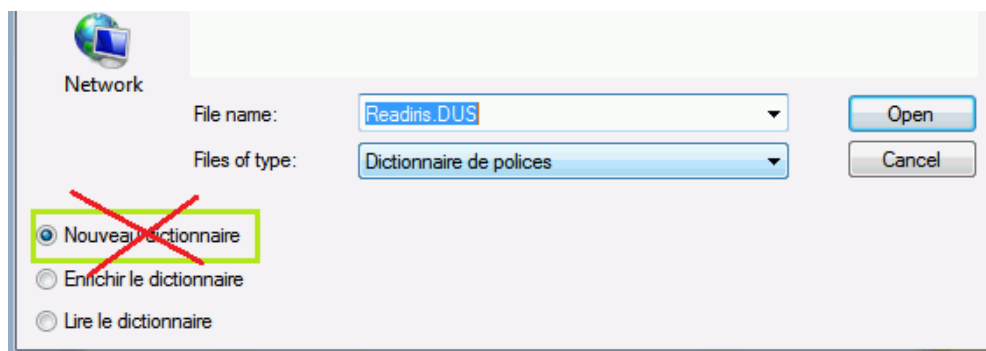 Network
File name: Readiris.DUS Open
Files of type: Dictionnaire de polices Cancel
Nouveau dictionnaire
Enrichir le dictionnaire
Lire le dictionnaire